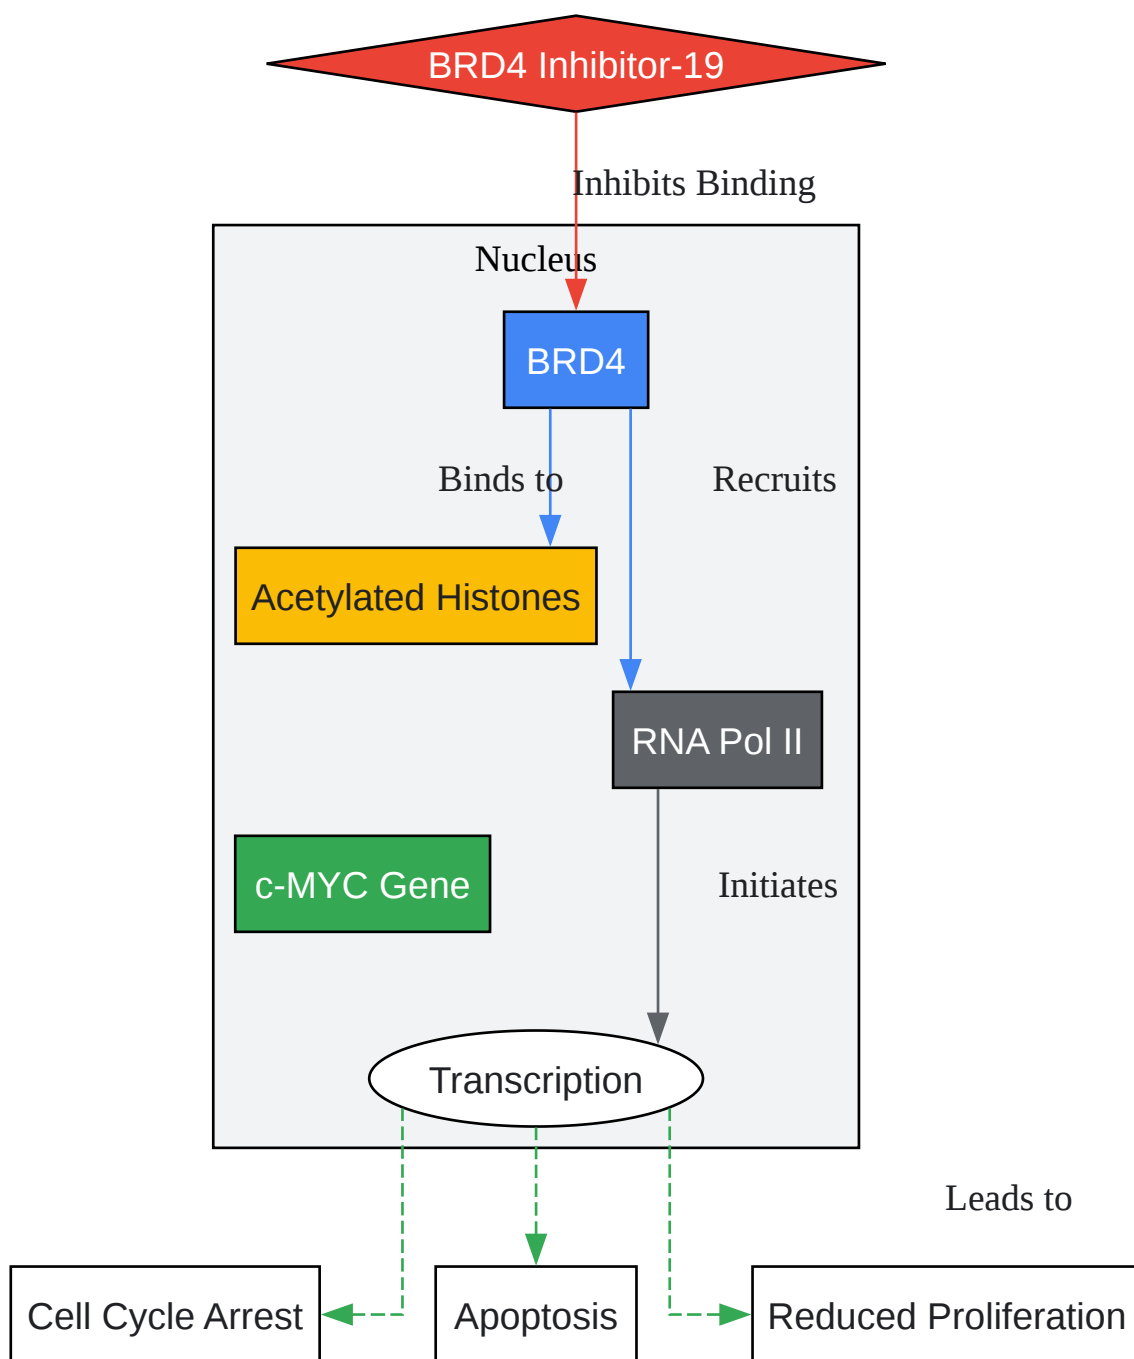 BRD4 Inhibitor-19
Inhibits Binding
Nucleus
BRD4
Binds to
Recruits
Acetylated Histones
RNA Pol II
c-MYC Gene
Initiates
Transcription
Leads to
Cell Cycle Arrest
Apoptosis
Reduced Proliferation